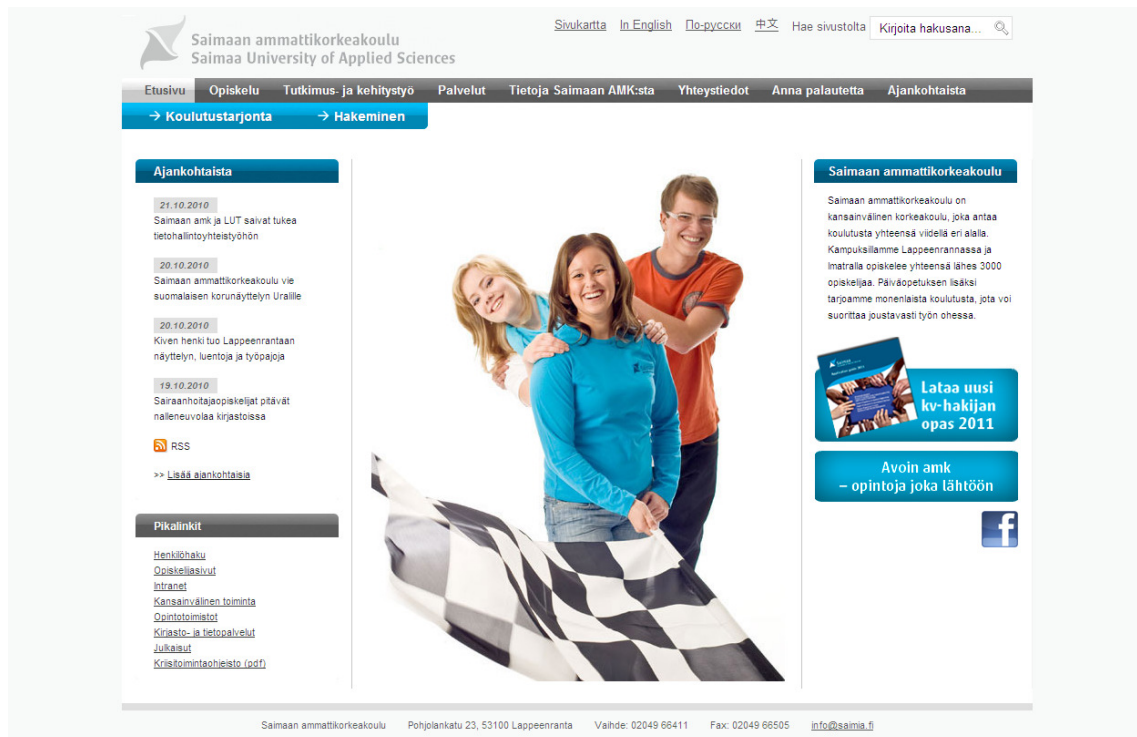 Saimaan ammattikorkeakoulu
Saimaa University of Applied Sciences
Sivukartta In English По-русски 中文 Hae sivustolta Kirjoita hakusana...
Etusivu Opiskelu Tutkimus- ja kehitystyö Palvelut Tietoja Saimaan AMK:sta Yhteystiedot Anna palautetta Ajankohtaista
→ Koulutustarjonta → Hakeminen
Ajankohtaista
21.10.2010
Saimaan amk ja LUT saivat tukea
tietohallintoyhteistyöhön
20.10.2010
Saimaan ammattikorkeakoulu vie
suomalaisen korunäyttelyn Uralille
20.10.2010
Kiven henki tuo Lappeenrantaan
näyttelyn, luentoja ja työpajoja
19.10.2010
Sairaanhoitajaopiskelijat pitävät
nalleneuvolaa kirjastoissa
RSS
>> Lisää ajankohtaisia
Pikalinkit
Henkilöhaku
Opiskelijasivut
Intranet
Kansainvälinen toiminta
Opintotoimistot
Kirjasto- ja tietopalvelut
Julkaisut
Kriisitoimintaohjeisto (pdf)
Saimaan ammattikorkeakoulu
Saimaan ammattikorkeakoulu on
kansainvälinen korkeakoulu, joka antaa
koulutusta yhteensä viidellä eri alalla.
Kampuksillamme Lappeenrannassa ja
Imatralla opiskelee yhteensä lähes 3000
opiskelijaa. Päiväopetuksen lisäksi
tarjoamme monenlaista koulutusta, jota voi
suorittaa joustavasti työn ohessa.
Lataa uusi
kv-hakijan
opas 2011
Avoin amk
– opintoja joka lähtöön
Saimaan ammattikorkeakoulu Pohjolankatu 23, 53100 Lappeenranta Vaihde: 02049 66411 Fax: 02049 66505 info@saimia.fi